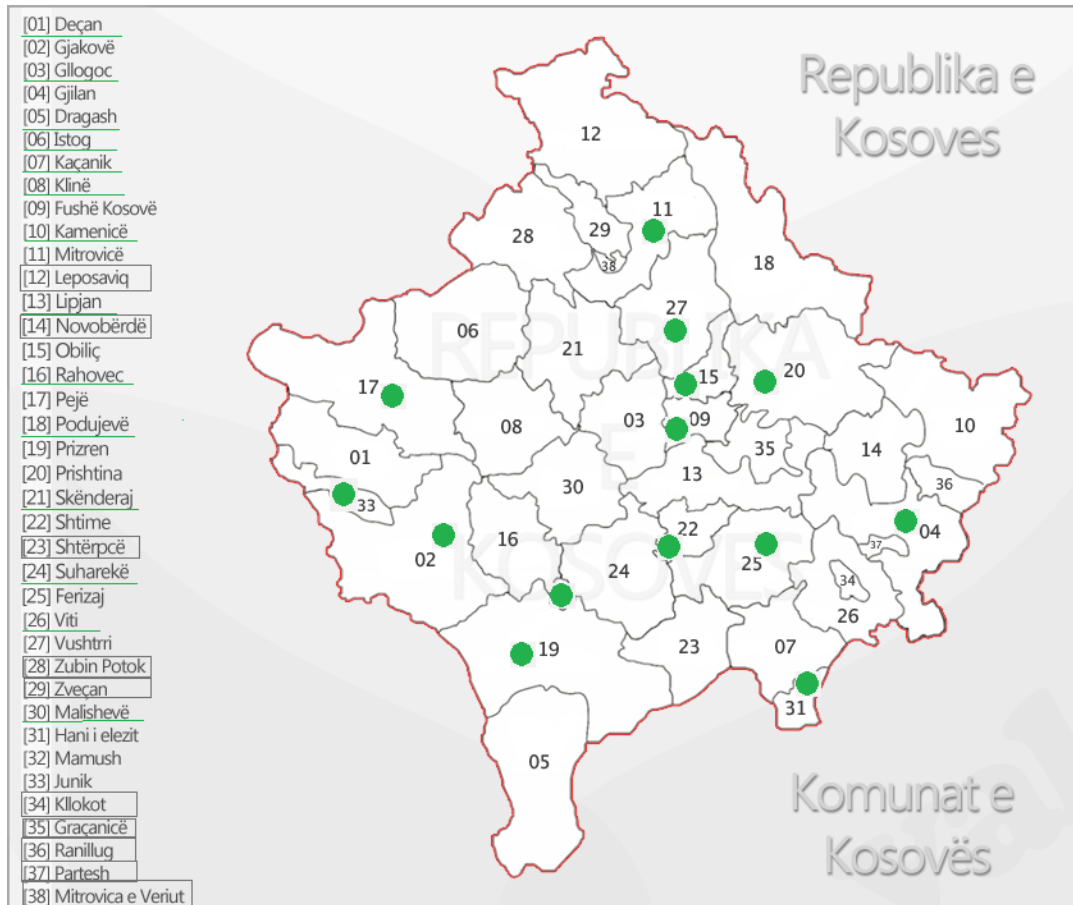 [01] Deçan
[02] Gjakovë
[03] Gllogoc
[04] Gjilan
[05] Dragash
[06] Istog
[07] Kaçanik
[08] Klinë
[09] Fushë Kosovë
[10] Kamenicë
[11] Mitrovicë
[12] Leposaviq
[13] Lipjan
[14] Novobërdë
[15] Obiliç
[16] Rahovec
[17] Pejë
[18] Podujevë
[19] Prizren
[20] Prishtina
[21] Skënderaj
[22] Shtime
[23] Shtërpcë
[24] Suharekë
[25] Ferizaj
[26] Viti
[27] Vushtrri
[28] Zubin Potok
[29] Zveçan
[30] Malishevë
[31] Hani i elezit
[32] Mamush
[33] Junik
[34] Kllokot
[35] Graçanicë
[36] Ranillug
[37] Partesh
[38] Mitrovica e Veriut
Republika e
Kosoves
12
11
29
28
38
18
27
06
21
15
20
17
03
09
08
10
14
35
01
13
36
30
33
22
04
16
02
37
25
24
34
26
19
23
07
31
05
REPUBLIKA
E
KOSOVËS
Komunat e
Kosovës